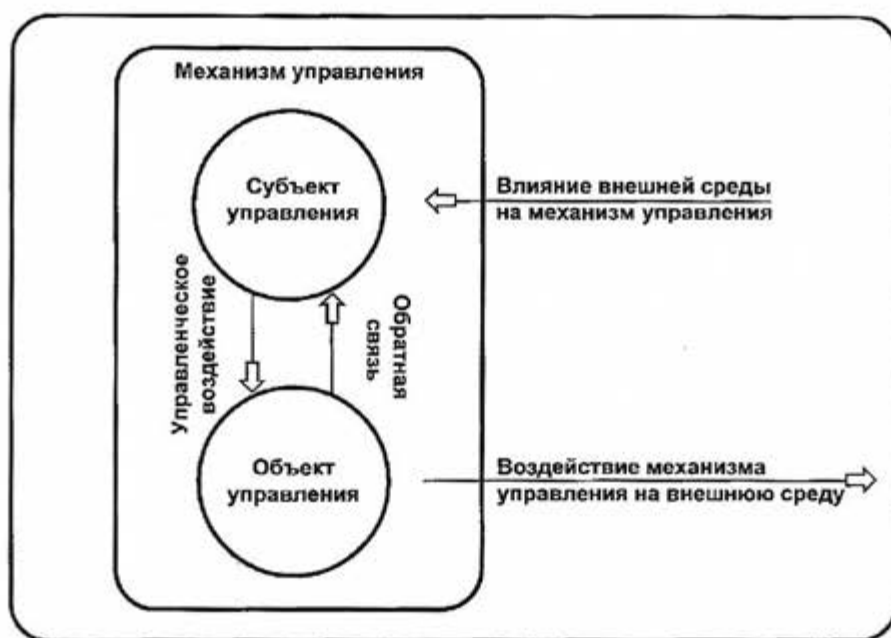 Механизм управления
Субъект
управления
Влияние внешней среды
на механизм управления
Управленческое
воздействие
Обратная
связь
Объект
управления
Воздействие механизма
управления на внешнюю среду